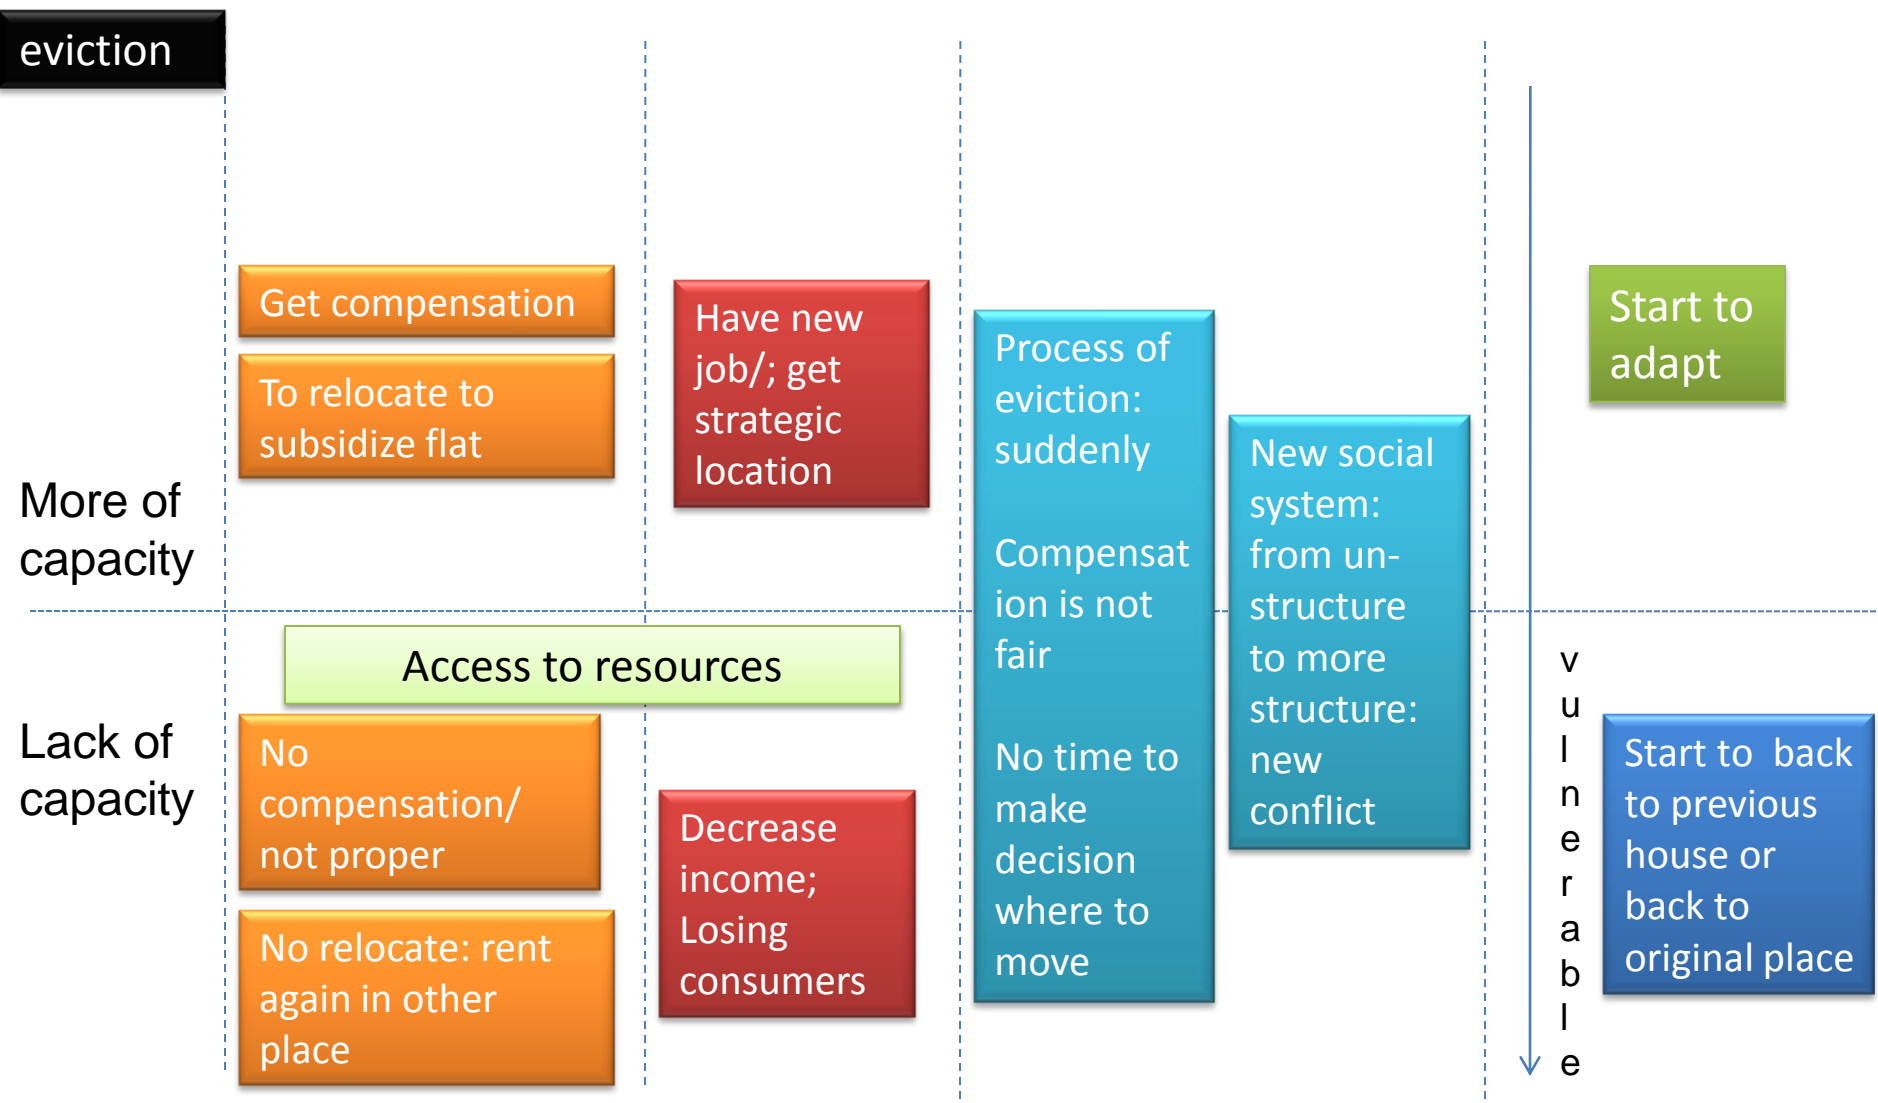 eviction
More of
capacity
Lack of
capacity
Get compensation
To relocate to
subsidize flat
Have new
job/; get
strategic
location
Access to resources
No
compensation/
not proper
No relocate: rent
again in other
place
Decrease
income;
Losing
consumers
Process of
eviction:
suddenly
Compensat
ion is not
fair
No time to
make
decision
where to
move
New social
system:
from un-
structure
to more
structure:
new
conflict
v
u
l
n
e
r
a
b
l
e
Start to
adapt
Start to  back
to previous
house or
back to
original place